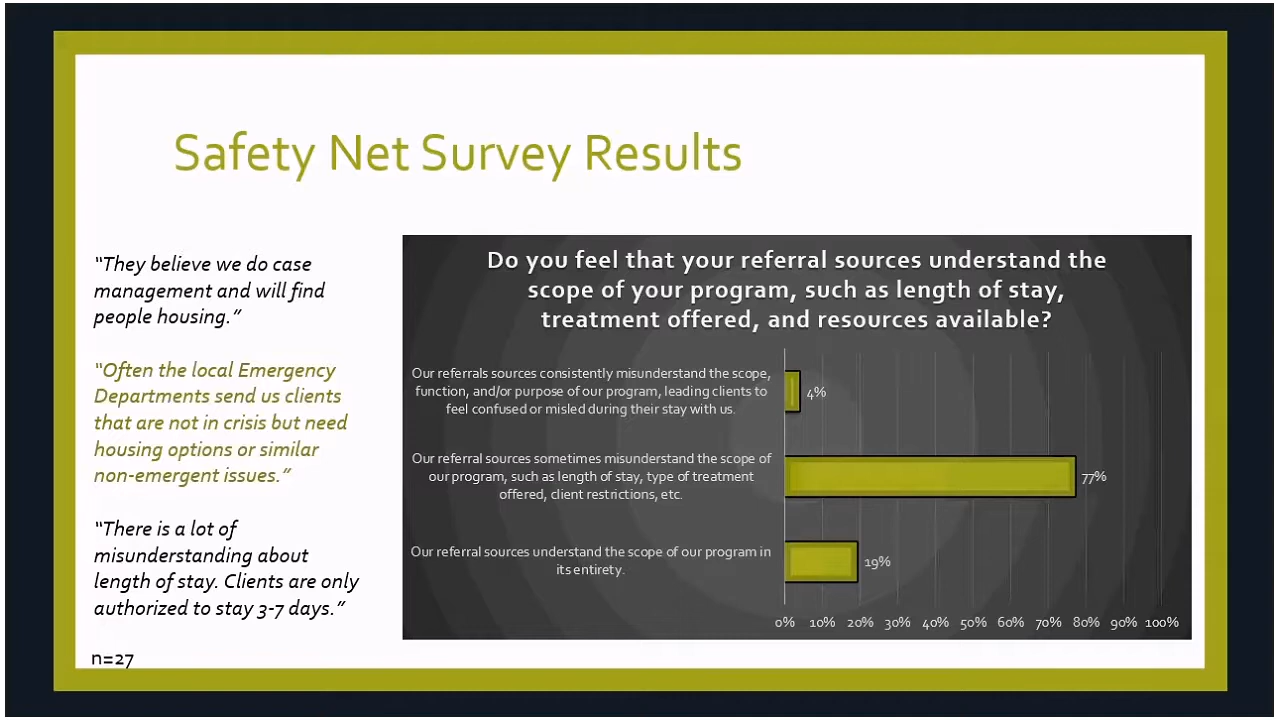 Safety Net Survey Results
“They believe we do case
management and will find
people housing.”
“Often the local Emergency
Departments send us clients
that are not in crisis but need
housing options or similar
non-emergent issues.”
“There is a lot of
misunderstanding about
length of stay. Clients are only
authorized to stay 3-7 days.”
n=27
Do you feel that your referral sources understand the
scope of your program, such as length of stay,
treatment offered, and resources available?
Our referrals sources consistently misunderstand the scope,
function, and/or purpose of our program, leading clients to
feel confused or misled during their stay with us.
4%
Our referral sources sometimes misunderstand the scope of
our program, such as length of stay, type of treatment
offered, client restrictions, etc.
77%
Our referral sources understand the scope of our program in
its entirety.
19%
0% 10% 20% 30% 40% 50% 60% 70% 80% 90% 100%